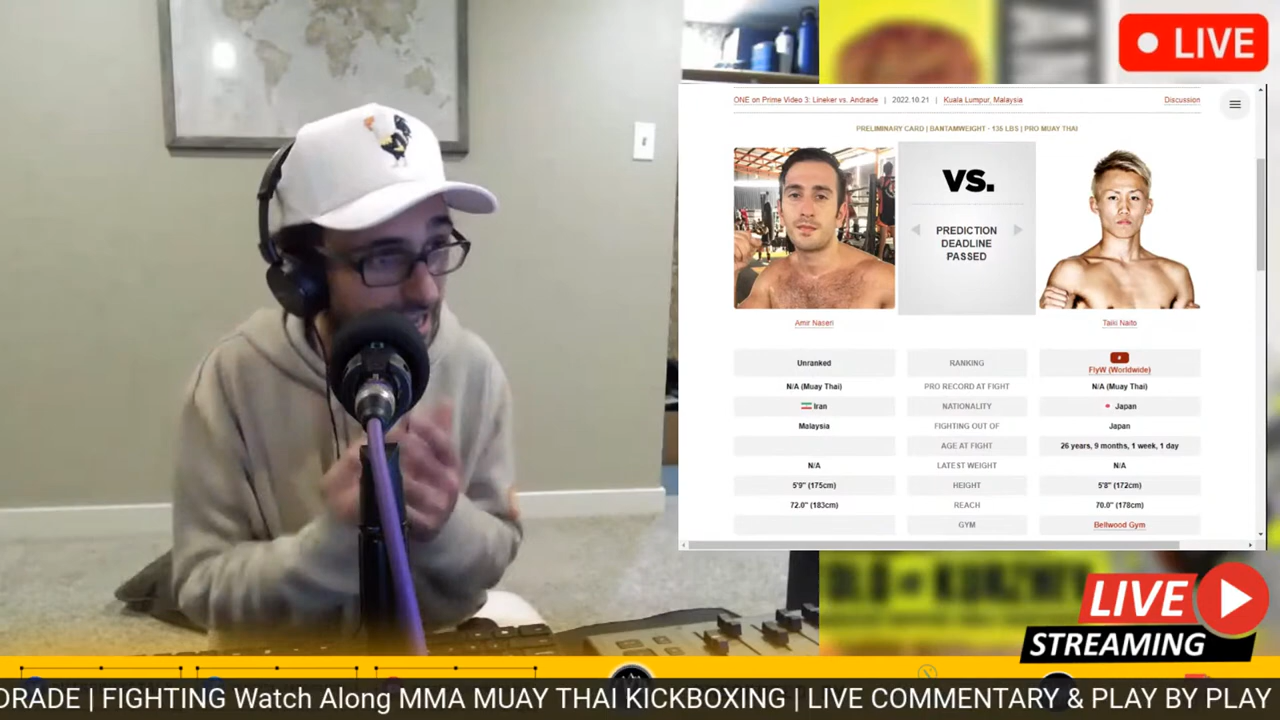 LIVE
ONE on Prime Video 3: Lineker vs. Andrade | 2022.10.21 | Kuala Lumpur, Malaysia Discussion
PRELIMINARY CARD | BANTAMWEIGHT - 135 LBS | PRO MUAY THAI
VS.
PREDICTION
DEADLINE
PASSED
Amir Naseri Taiki Naito
Unranked RANKING FlyW (Worldwide)
N/A (Muay Thai) PRO RECORD AT FIGHT N/A (Muay Thai)
Iran NATIONALITY Japan
Malaysia FIGHTING OUT OF Japan
AGE AT FIGHT 26 years, 9 months, 1 week, 1 day
N/A LATEST WEIGHT N/A
5'9" (175cm) HEIGHT 5'8" (172cm)
72.0" (183cm) REACH 70.0" (178cm)
GYM Bellwood Gym
LIVE
STREAMING
DRADE | FIGHTING Watch Along MMA MUAY THAI KICKBOXING | LIVE COMMENTARY & PLAY BY PLAY